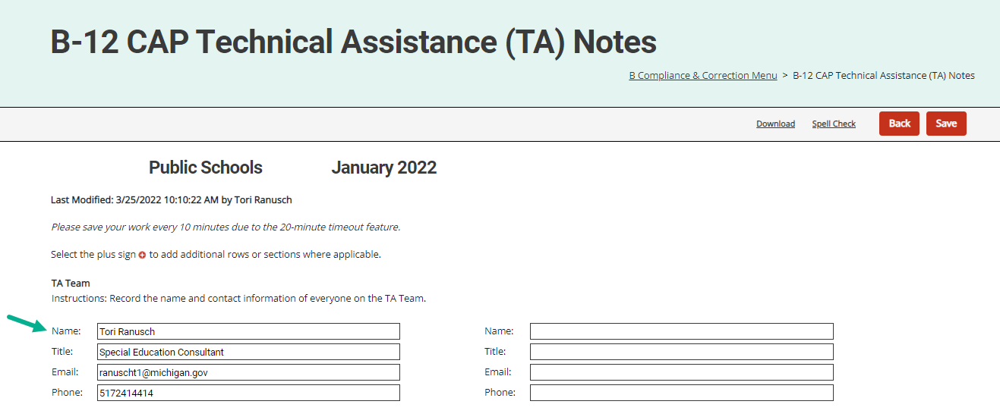 B-12 CAP Technical Assistance (TA) Notes
B Compliance & Correction Menu > B-12 CAP Technical Assistance (TA) Notes
Download Spell Check Back Save
Public Schools January 2022
Last Modified: 3/25/2022 10:10:22 AM by Tori Ranusch
Please save your work every 10 minutes due to the 20-minute timeout feature.
Select the plus sign to add additional rows or sections where applicable.
TA Team
Instructions: Record the name and contact information of everyone on the TA Team.
Name: Tori Ranusch Name:
Title: Special Education Consultant Title:
Email: ranuscht1@michigan.gov Email:
Phone: 5172414414 Phone: